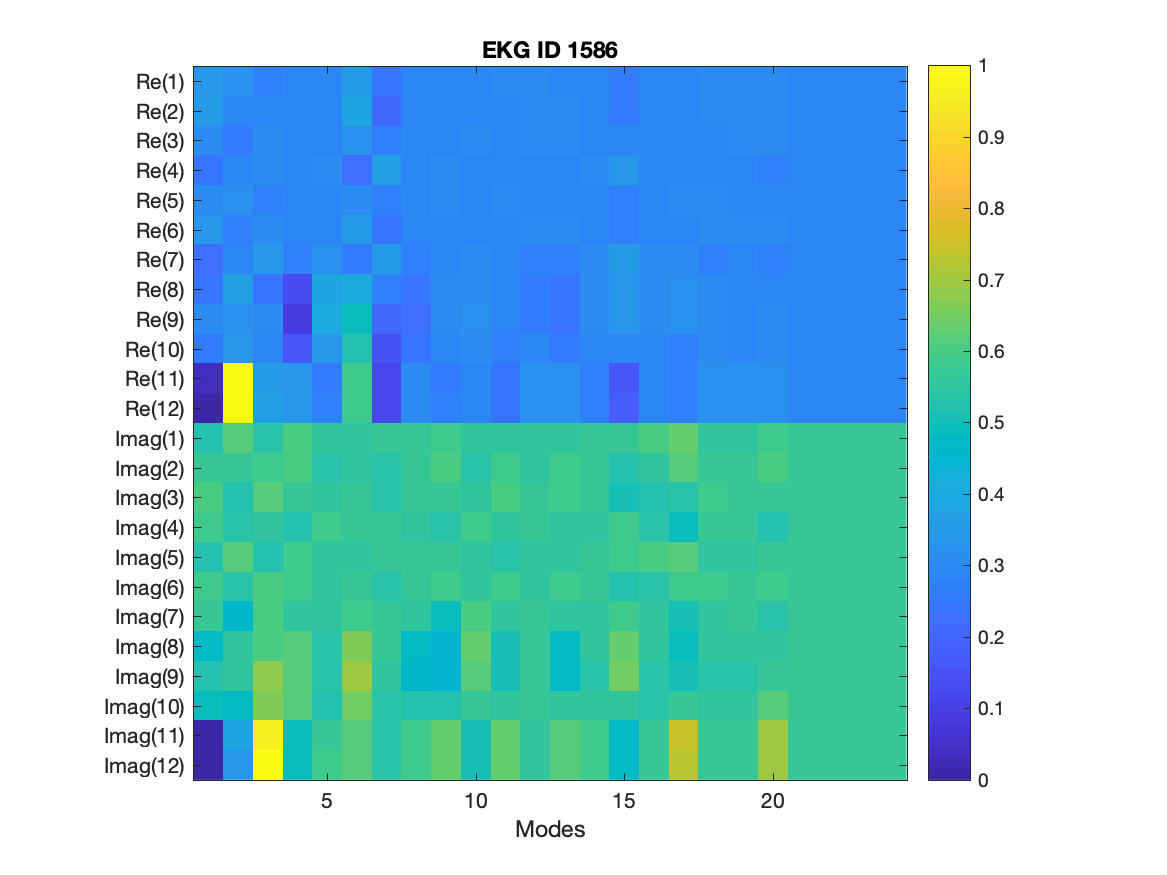 EKG ID 1586
Re(1)
Re(2)
Re(3)
Re(4)
Re(5)
Re(6)
Re(7)
Re(8)
Re(9)
Re(10)
Re(11)
Re(12)
Imag(1)
Imag(2)
Imag(3)
Imag(4)
Imag(5)
Imag(6)
Imag(7)
Imag(8)
Imag(9)
Imag(10)
Imag(11)
Imag(12)
5 10 15 20
Modes
1
0.9
0.8
0.7
0.6
0.5
0.4
0.3
0.2
0.1
0